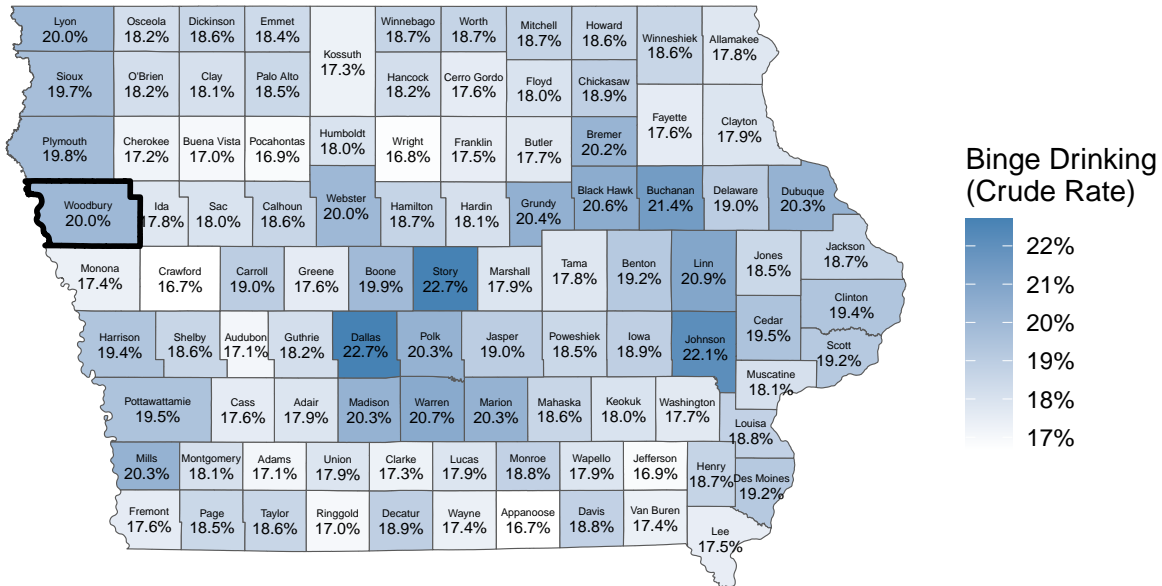 Lyon
20.0%
Osceola
18.2%
Dickinson
18.6%
Emmet
18.4%
Kossuth
17.3%
Winnebago
18.7%
Worth
18.7%
Mitchell
18.7%
Howard
18.6%
Winneshiek
18.6%
Allamakee
17.8%
Sioux
19.7%
O'Brien
18.2%
Clay
18.1%
Palo Alto
18.5%
Hancock
18.2%
Cerro Gordo
17.6%
Floyd
18.0%
Chickasaw
18.9%
Fayette
17.6%
Clayton
17.9%
Plymouth
19.8%
Cherokee
17.2%
Buena Vista
17.0%
Pocahontas
16.9%
Humboldt
18.0%
Wright
16.8%
Franklin
17.5%
Butler
17.7%
Bremer
20.2%
Woodbury
20.0%
Ida
17.8%
Sac
18.0%
Calhoun
18.6%
Webster
20.0%
Hamilton
18.7%
Hardin
18.1%
Grundy
20.4%
Black Hawk
20.6%
Buchanan
21.4%
Delaware
19.0%
Dubuque
20.3%
Monona
17.4%
Crawford
16.7%
Carroll
19.0%
Greene
17.6%
Boone
19.9%
Story
22.7%
Marshall
17.9%
Tama
17.8%
Benton
19.2%
Linn
20.9%
Jones
18.5%
Jackson
18.7%
Clinton
19.4%
Harrison
19.4%
Shelby
18.6%
Audubon
17.1%
Guthrie
18.2%
Dallas
22.7%
Polk
20.3%
Jasper
19.0%
Poweshiek
18.5%
Iowa
18.9%
Johnson
22.1%
Cedar
19.5%
Scott
19.2%
Muscatine
18.1%
Pottawattamie
19.5%
Cass
17.6%
Adair
17.9%
Madison
20.3%
Warren
20.7%
Marion
20.3%
Mahaska
18.6%
Keokuk
18.0%
Washington
17.7%
Louisa
18.8%
Mills
20.3%
Montgomery
18.1%
Adams
17.1%
Union
17.9%
Clarke
17.3%
Lucas
17.9%
Monroe
18.8%
Wapello
17.9%
Jefferson
16.9%
Henry
18.7%
Des Moines
19.2%
Fremont
17.6%
Page
18.5%
Taylor
18.6%
Ringgold
17.0%
Decatur
18.9%
Wayne
17.4%
Appanoose
16.7%
Davis
18.8%
Van Buren
17.4%
Lee
17.5%
Binge Drinking
(Crude Rate)
22%
21%
20%
19%
18%
17%